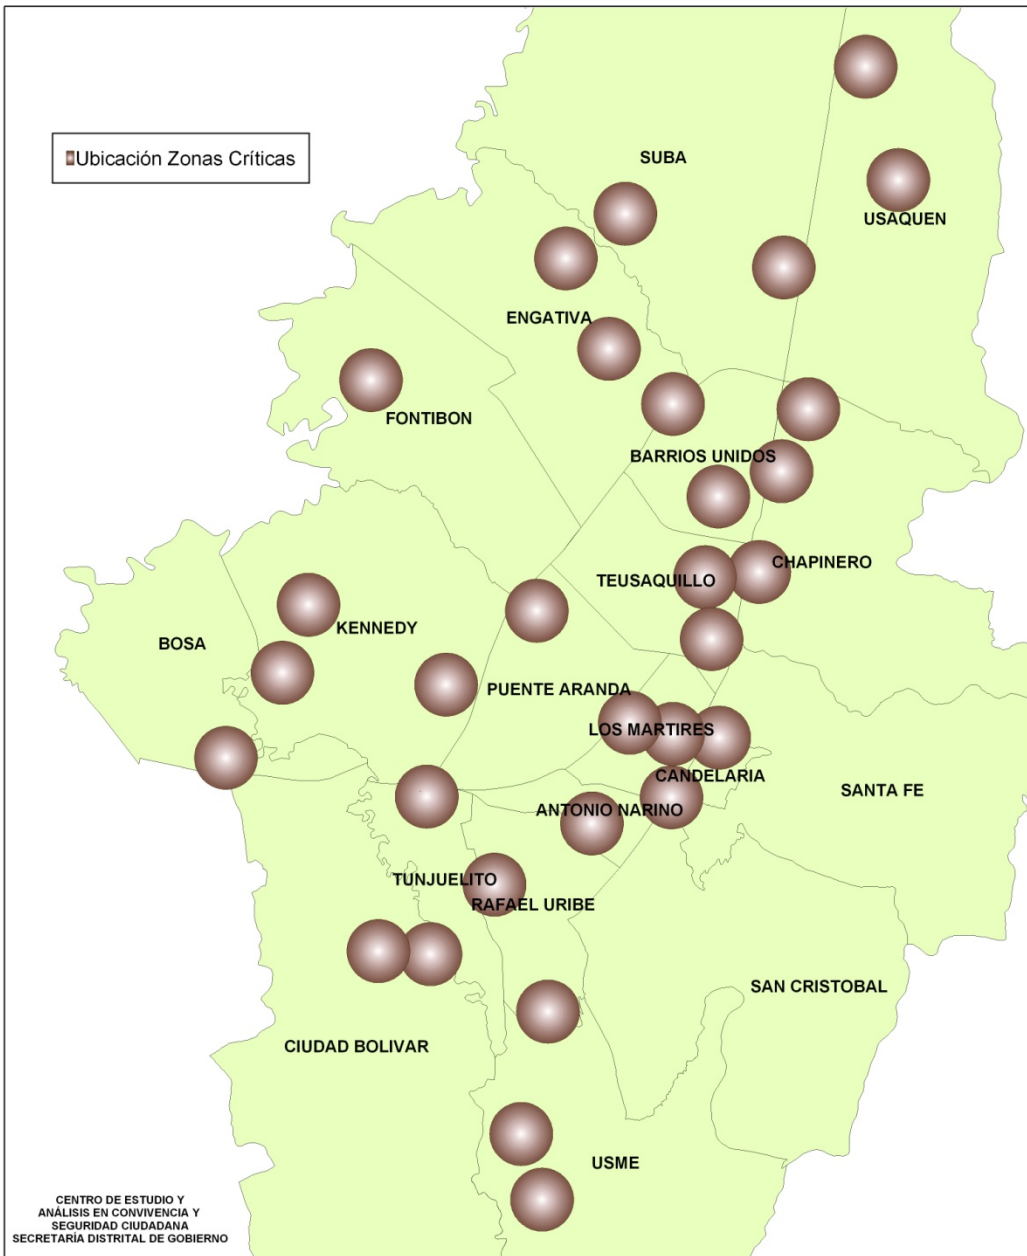 Ubicación Zonas Críticas
SUBA
USAQUEN
ENGATIVA
FONTIBON
BARRIOS UNIDOS
CHAPINERO
TEUSAQUILLO
KENNEDY
BOSA
PUENTE ARANDA
LOS MARTIRES
CANDELARIA
SANTA FE
ANTONIO NARINO
TUNJUELITO
RAFAEL URIBE
SAN CRISTOBAL
CIUDAD BOLIVAR
USME
CENTRO DE ESTUDIO Y
ANÁLISIS EN CONVIVENCIA Y
SEGURIDAD CIUDADANA
SECRETARÍA DISTRITAL DE GOBIERNO